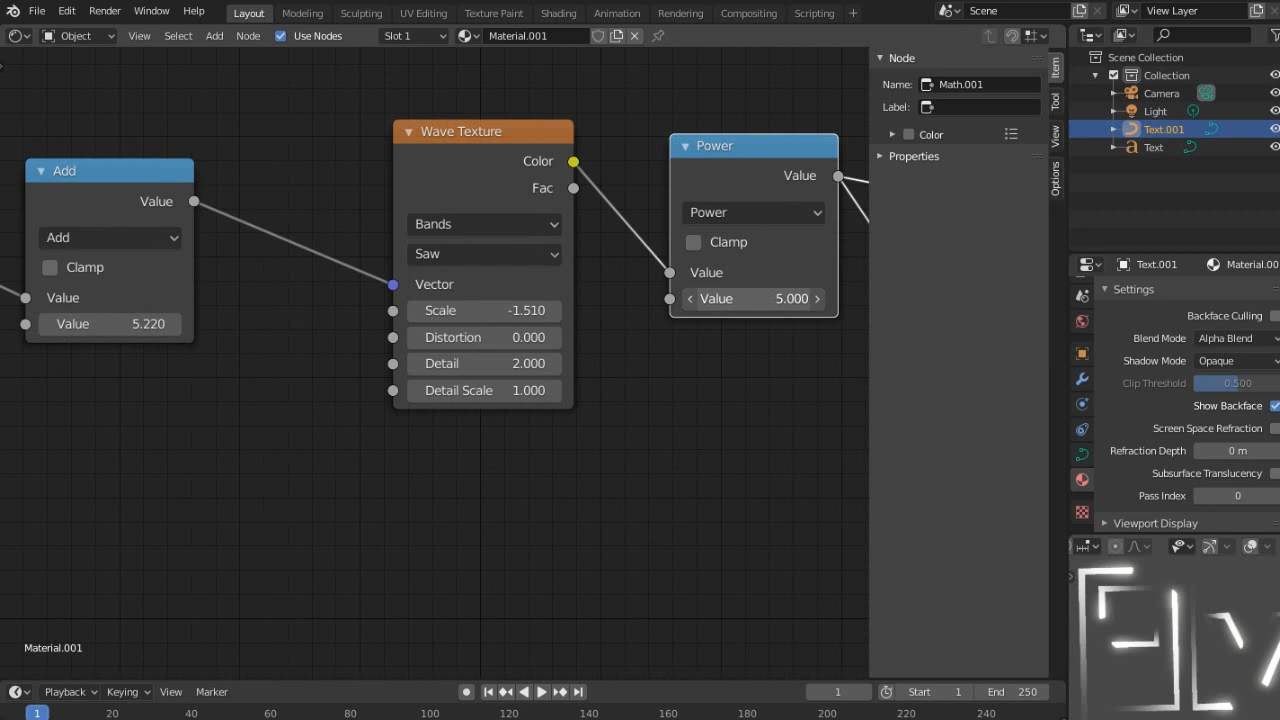 File Edit Render Window Help Layout Modeling Sculpting UV Editing Texture Paint Shading Animation Rendering Compositing Scripting + Scene View Layer
Object View Select Add Node Use Nodes Slot 1 Material.001
Add
Value
Add
Clamp
Value
Value 5.220
Wave Texture
Color
Fac
Bands
Saw
Vector
Scale -1.510
Distortion 0.000
Detail 2.000
Detail Scale 1.000
Power
Value
Power
Clamp
Value
Value 5.000
Material.001
Node
Name: Math.001
Label:
Color
Properties
Item
Tool
View
Options
Scene Collection
Collection
Camera
Light
Text.001
Text
Text.001 Material.00
Settings
Backface Culling
Blend Mode Alpha Blend
Shadow Mode Opaque
Clip Threshold 0.500
Show Backface
Screen Space Refraction
Refraction Depth 0 m
Subsurface Translucency
Pass Index 0
Viewport Display
Playback Keying View Marker 1 Start 1 End 250
1 20 40 60 80 100 120 140 160 180 200 220 240